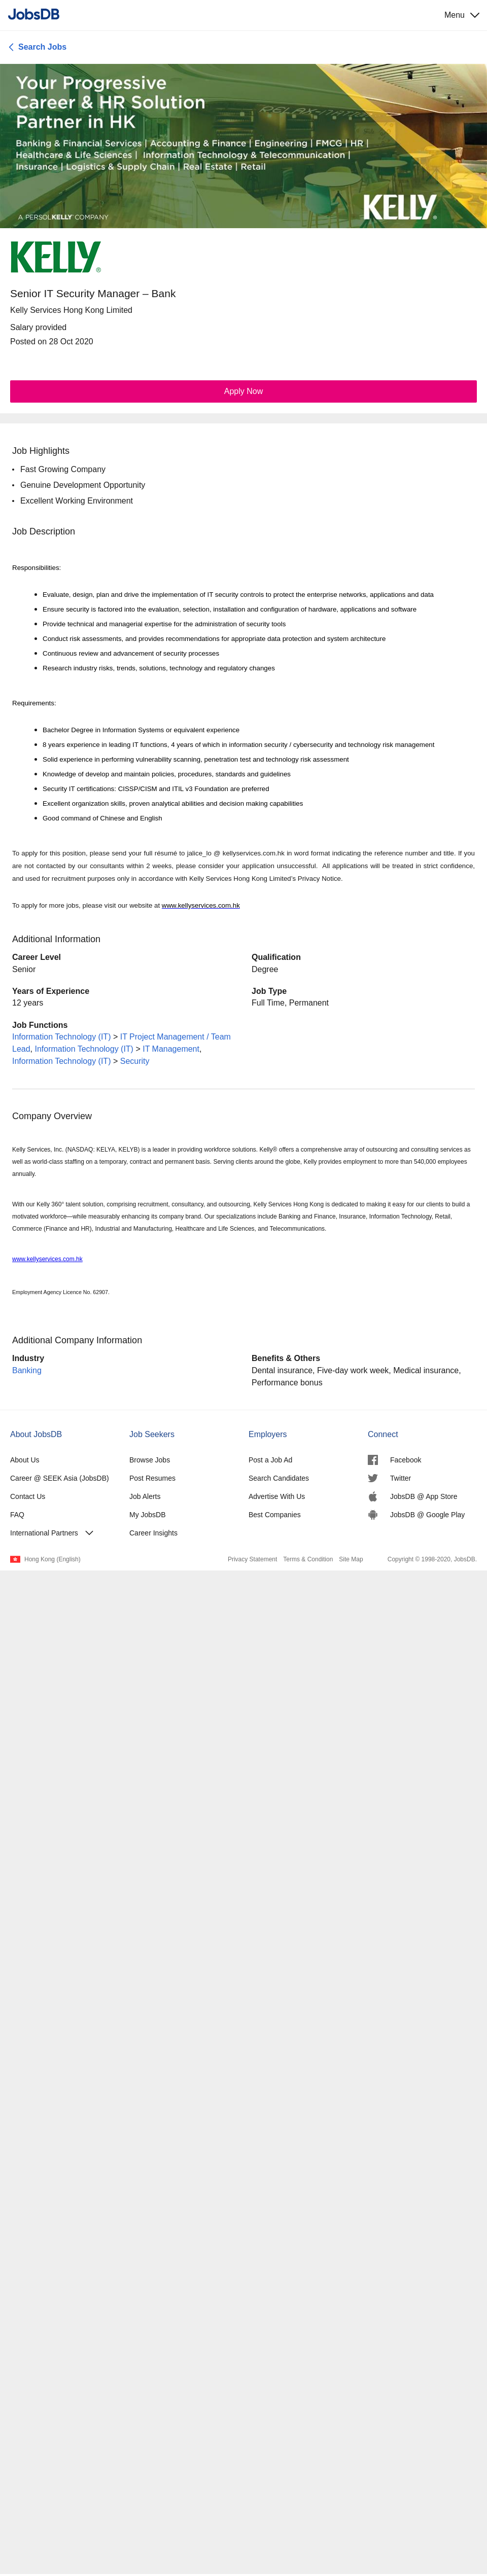 JobsDB
Menu
Search Jobs
Your Progressive
Career & HR Solution
Partner in HK
Banking & Financial Services | Accounting & Finance | Engineering | FMCG | HR |
Healthcare & Life Sciences | Information Technology & Telecommunication |
Insurance | Logistics & Supply Chain | Real Estate | Retail
A PERSOLKELLY COMPANY
KELLY®
KELLY®
Senior IT Security Manager – Bank
Kelly Services Hong Kong Limited
Salary provided
Posted on 28 Oct 2020
Apply Now
Job Highlights
• Fast Growing Company
• Genuine Development Opportunity
• Excellent Working Environment
Job Description
Responsibilities:
• Evaluate, design, plan and drive the implementation of IT security controls to protect the enterprise networks, applications and data
• Ensure security is factored into the evaluation, selection, installation and configuration of hardware, applications and software
• Provide technical and managerial expertise for the administration of security tools
• Conduct risk assessments, and provides recommendations for appropriate data protection and system architecture
• Continuous review and advancement of security processes
• Research industry risks, trends, solutions, technology and regulatory changes
Requirements:
• Bachelor Degree in Information Systems or equivalent experience
• 8 years experience in leading IT functions, 4 years of which in information security / cybersecurity and technology risk management
• Solid experience in performing vulnerability scanning, penetration test and technology risk assessment
• Knowledge of develop and maintain policies, procedures, standards and guidelines
• Security IT certifications: CISSP/CISM and ITIL v3 Foundation are preferred
• Excellent organization skills, proven analytical abilities and decision making capabilities
• Good command of Chinese and English
To apply for this position, please send your full résumé to jalice_lo @ kellyservices.com.hk in word format indicating the reference number and title. If you
are not contacted by our consultants within 2 weeks, please consider your application unsuccessful. All applications will be treated in strict confidence,
and used for recruitment purposes only in accordance with Kelly Services Hong Kong Limited's Privacy Notice.
To apply for more jobs, please visit our website at www.kellyservices.com.hk
Additional Information
Career Level
Senior
Qualification
Degree
Years of Experience
12 years
Job Type
Full Time, Permanent
Job Functions
Information Technology (IT) > IT Project Management / Team
Lead, Information Technology (IT) > IT Management,
Information Technology (IT) > Security
Company Overview
Kelly Services, Inc. (NASDAQ: KELYA, KELYB) is a leader in providing workforce solutions. Kelly® offers a comprehensive array of outsourcing and consulting services as
well as world-class staffing on a temporary, contract and permanent basis. Serving clients around the globe, Kelly provides employment to more than 540,000 employees
annually.
With our Kelly 360° talent solution, comprising recruitment, consultancy, and outsourcing, Kelly Services Hong Kong is dedicated to making it easy for our clients to build a
motivated workforce—while measurably enhancing its company brand. Our specializations include Banking and Finance, Insurance, Information Technology, Retail,
Commerce (Finance and HR), Industrial and Manufacturing, Healthcare and Life Sciences, and Telecommunications.
www.kellyservices.com.hk
Employment Agency Licence No. 62907.
Additional Company Information
Industry
Banking
Benefits & Others
Dental insurance, Five-day work week, Medical insurance,
Performance bonus
About JobsDB
Job Seekers
Employers
Connect
About Us
Browse Jobs
Post a Job Ad
Facebook
Career @ SEEK Asia (JobsDB)
Post Resumes
Search Candidates
Twitter
Contact Us
Job Alerts
Advertise With Us
JobsDB @ App Store
FAQ
My JobsDB
Best Companies
JobsDB @ Google Play
International Partners
Career Insights
Hong Kong (English)
Privacy Statement Terms & Condition Site Map
Copyright © 1998-2020, JobsDB.